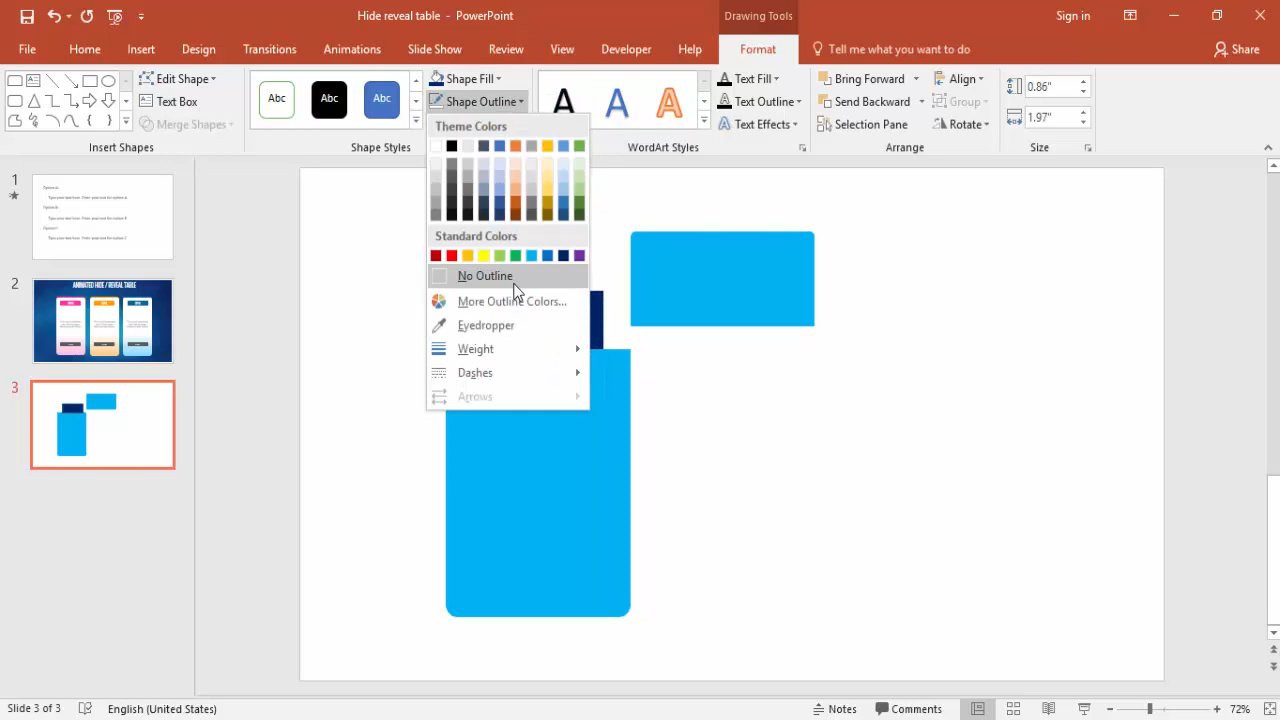 Hide reveal table - PowerPoint
Drawing Tools
Sign in
File
Home
Insert
Design
Transitions
Animations
Slide Show
Review
View
Developer
Help
Format
Tell me what you want to do
Share
Edit Shape
Text Box
Merge Shapes
Insert Shapes
Abc
Abc
Abc
Shape Fill
Shape Outline
Shape Styles
A
A
A
Text Fill
Text Outline
Text Effects
WordArt Styles
Bring Forward
Send Backward
Selection Pane
Align
Group
Rotate
Arrange
0.86"
1.97"
Size
Theme Colors
Standard Colors
No Outline
More Outline Colors...
Eyedropper
Weight
Dashes
Arrows
1
2
ANIMATED HIDE / REVEAL TABLE
3
Slide 3 of 3
English (United States)
Notes
Comments
72%